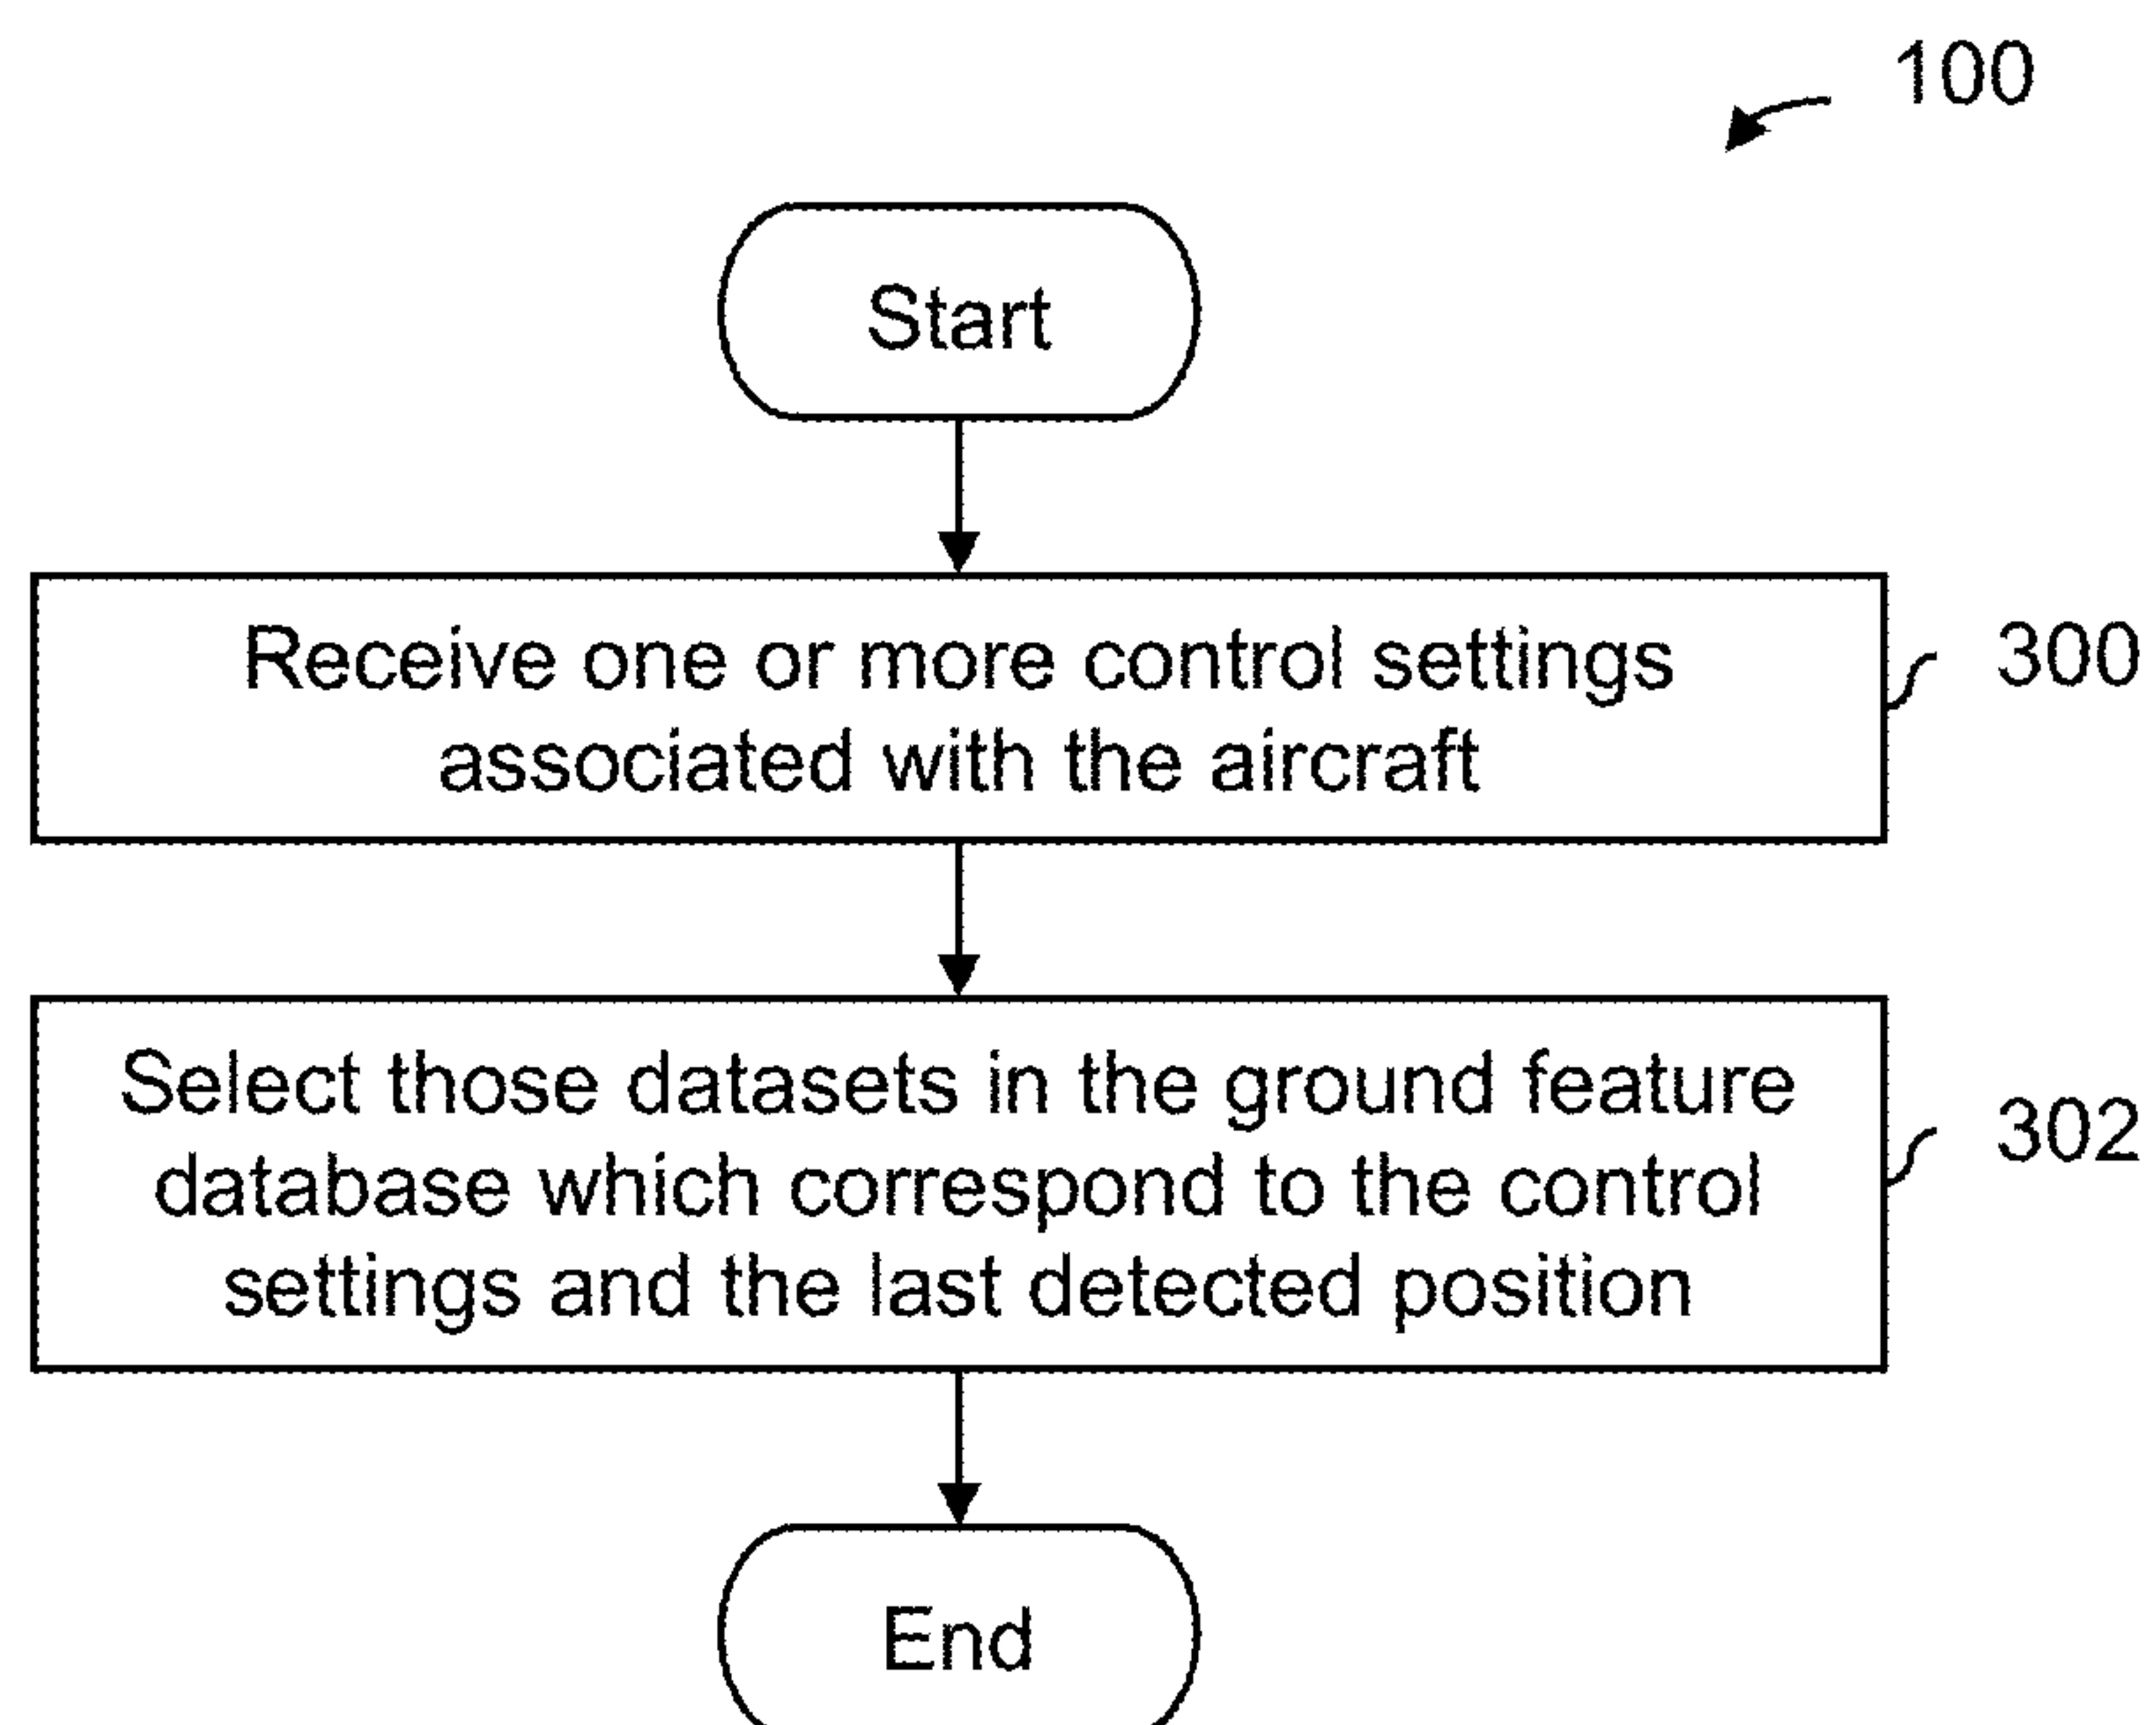 100
Start
Receive one or more control settings
associated with the aircraft
300
Select those datasets in the ground feature
database which correspond to the control
settings and the last detected position
302
End